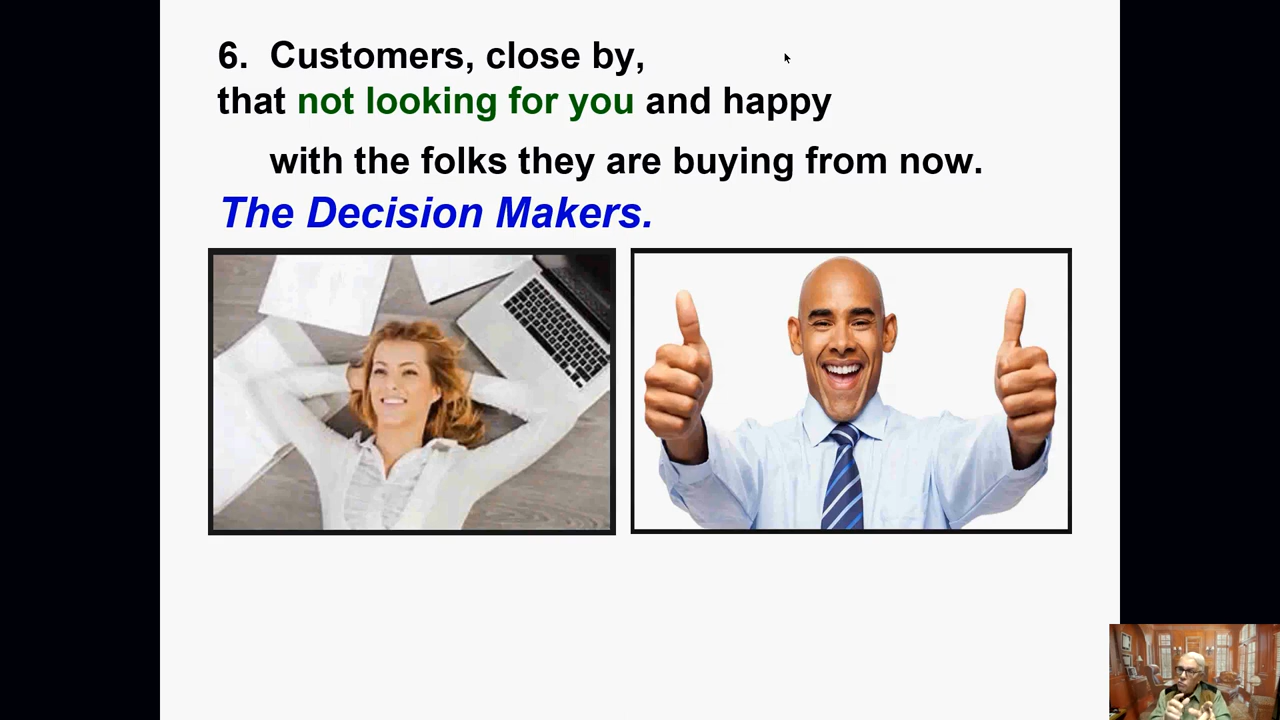 6. Customers, close by,
that not looking for you and happy
with the folks they are buying from now.
The Decision Makers.